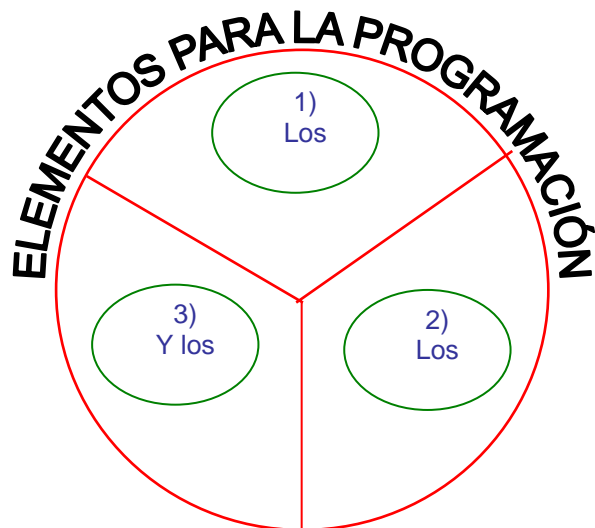 ELEMENTOS PARA LA PROGRAMACIÓN
1)
Los
3)
Y los
2)
Los